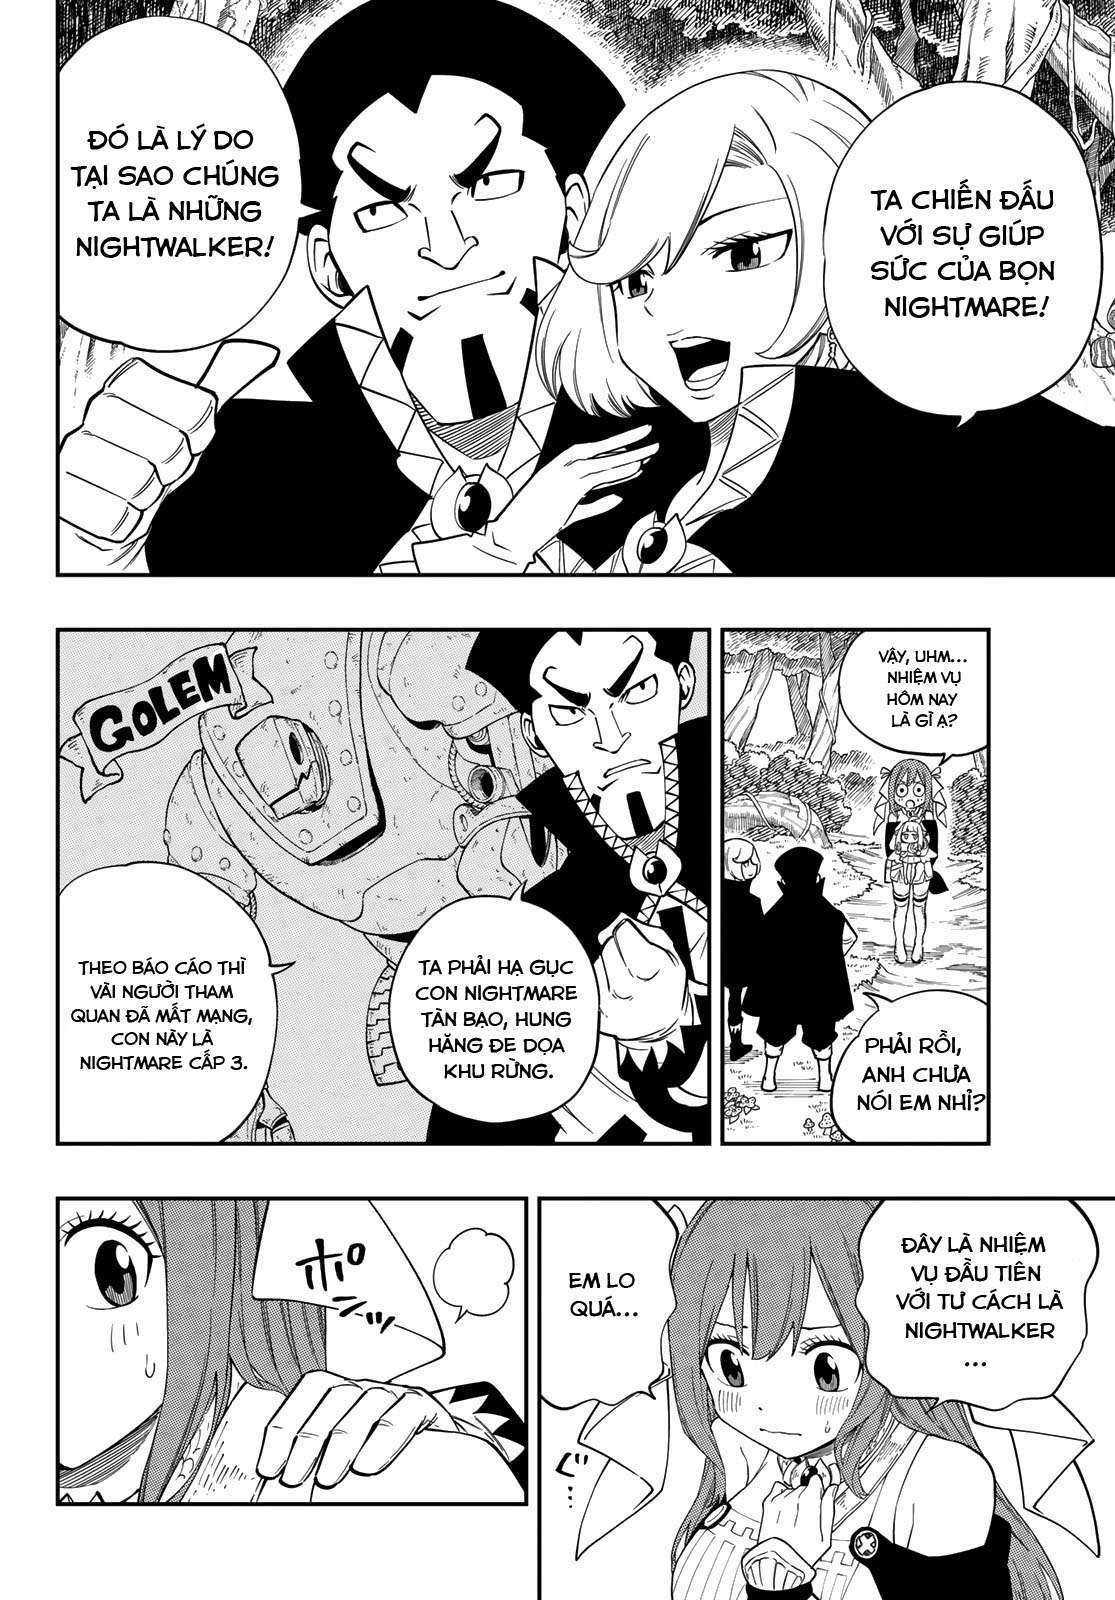 TA CHIẾN ĐẤU
VỚI SỰ GIÚP
SỨC CỦA BỌN
NIGHTMARE!
ĐÓ LÀ LÝ DO
TẠI SAO CHÚNG
TA LÀ NHỮNG
NIGHTWALKER!
VẬY, UHM...
NHIỆM VỤ
HÔM NAY
LÀ GÌ Ạ?
PHẢI RỒI,
ANH CHƯA
NÓI EM NHỈ?
GOLEM
TA PHẢI HẠ GỤC
CON NIGHTMARE
TÀN BẠO, HUNG
HĂNG ĐE DỌA
KHU RỪNG.
THEO BÁO CÁO THÌ
VÀI NGƯỜI THAM
QUAN ĐÃ MẤT MẠNG,
CON NÀY LÀ
NIGHTMARE CẤP 3.
ĐÂY LÀ NHIỆM
VỤ ĐẦU TIÊN
VỚI TƯ CÁCH LÀ
NIGHTWALKER
...
EM LO
QUÁ...
ぐっ
ポン